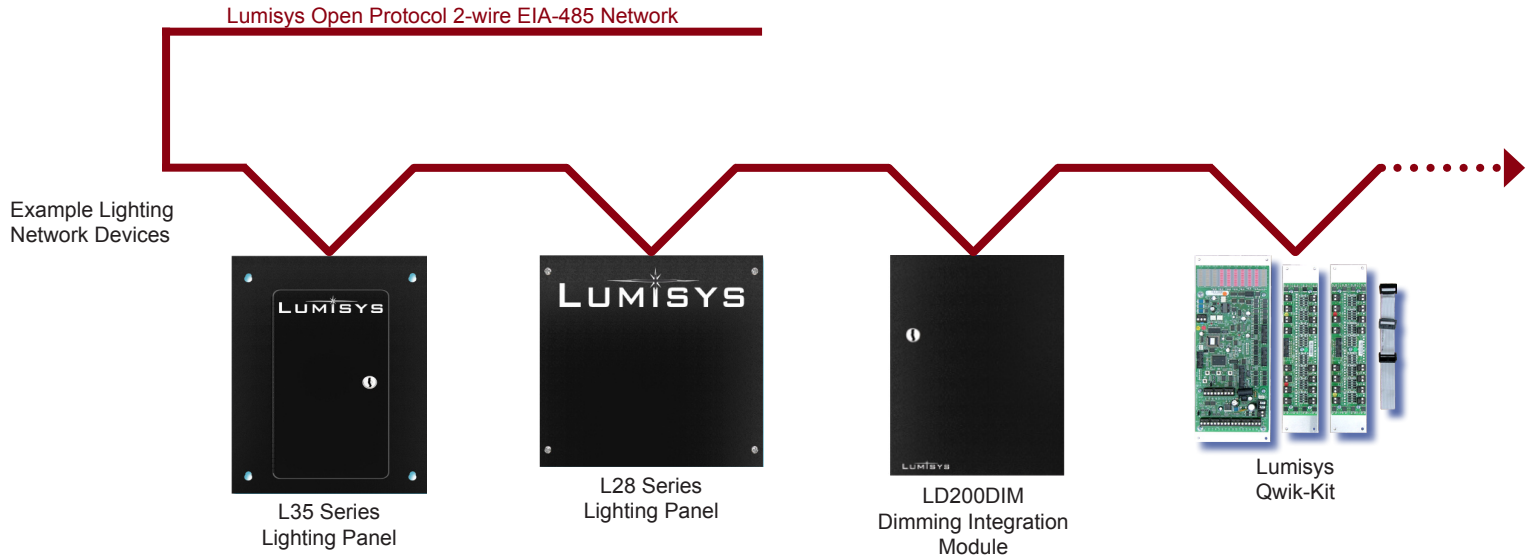 Lumisys Open Protocol 2-wire EIA-485 Network
Example Lighting
Network Devices
LUMISYS
LUMISYS
LUMISYS
L35 Series
Lighting Panel
L28 Series
Lighting Panel
LD200DIM
Dimming Integration
Module
Lumisys
Qwik-Kit